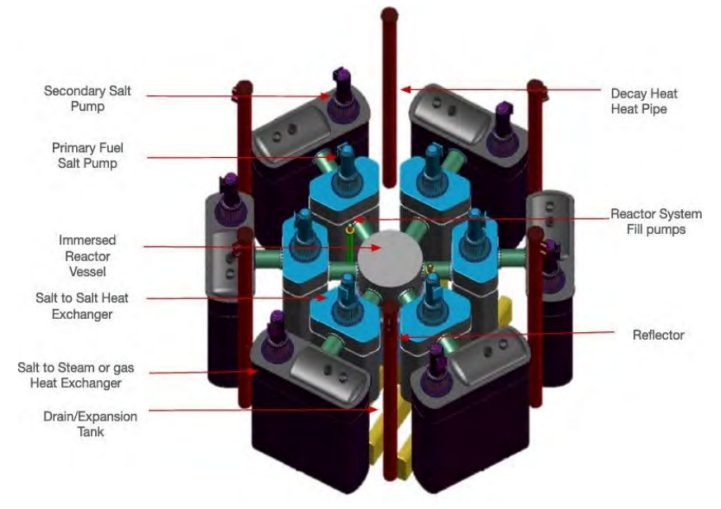 Secondary Salt
Pump
Primary Fuel
Salt Pump
Immersed
Reactor
Vessel
Salt to Salt Heat
Exchanger
Salt to Steam or gas
Heat Exchanger
Drain/Expansion
Tank
Decay Heat
Heat Pipe
Reactor System
Fill pumps
Reflector